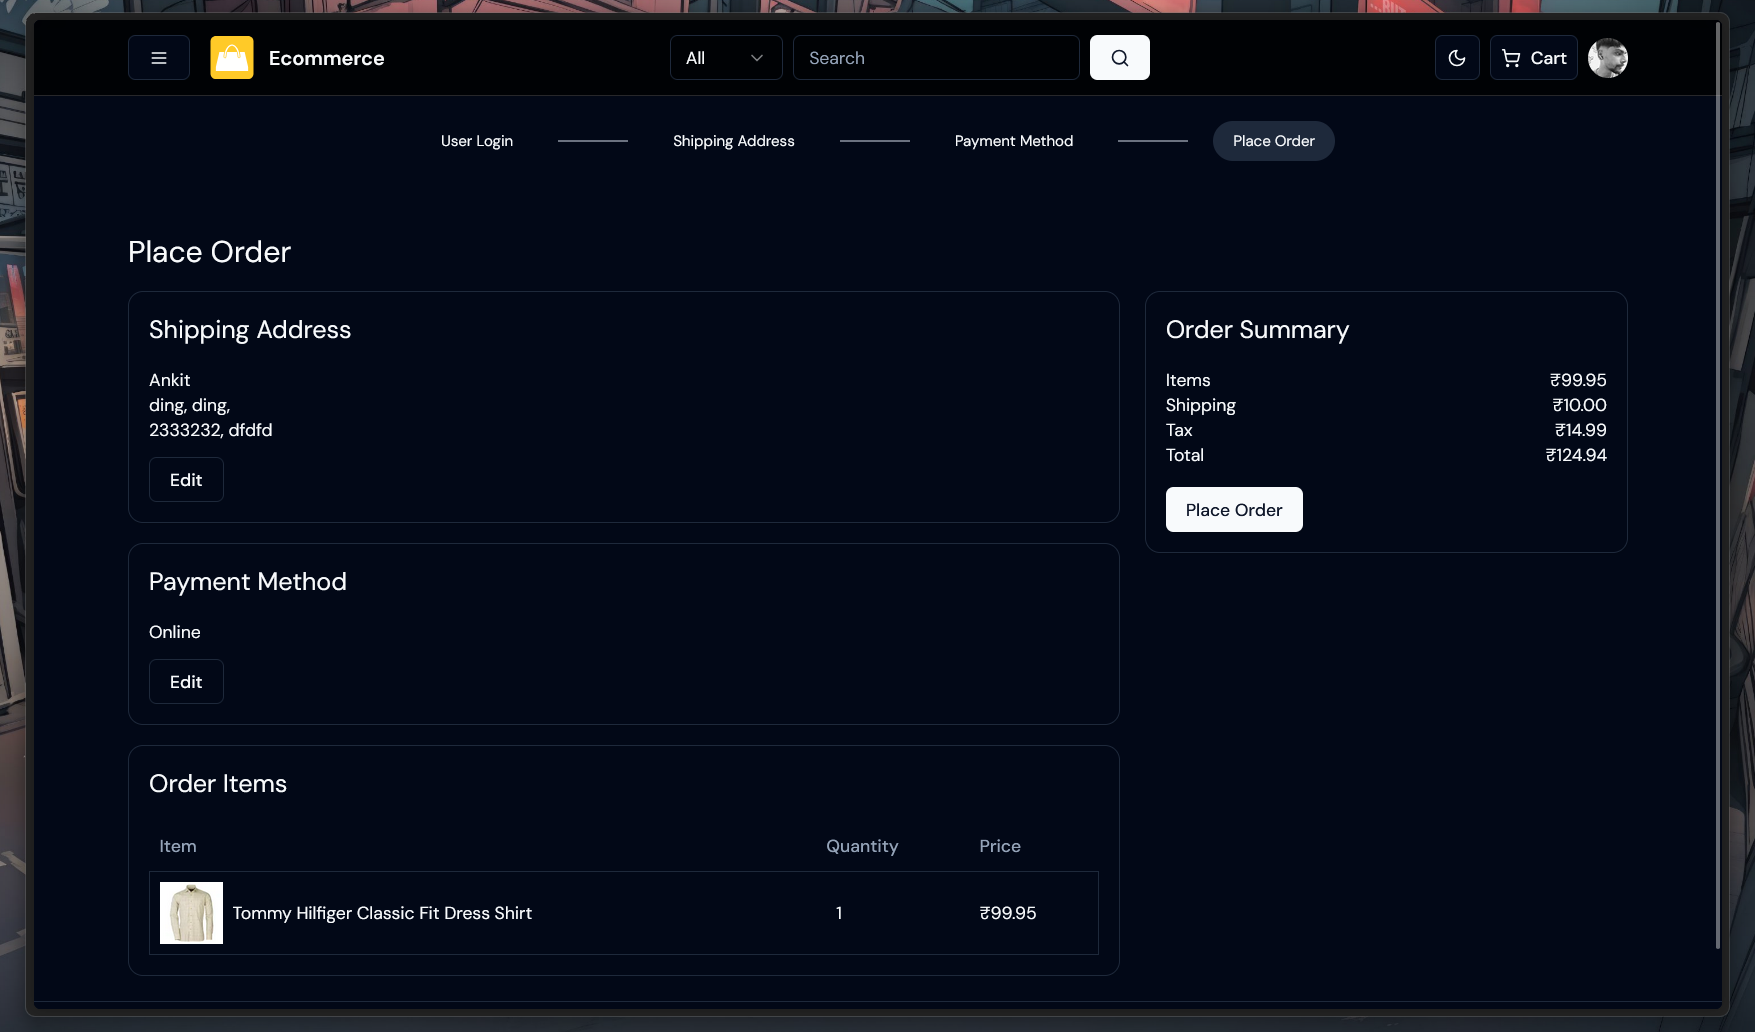 Ecommerce
All
Search
Cart
User Login
Shipping Address
Payment Method
Place Order
Place Order
Shipping Address
Ankit
ding, ding,
2333232, dfdfd
Edit
Payment Method
Online
Edit
Order Items
Item Quantity Price
Tommy Hilfiger Classic Fit Dress Shirt 1 ₹99.95
Order Summary
Items ₹99.95
Shipping ₹10.00
Tax ₹14.99
Total ₹124.94
Place Order